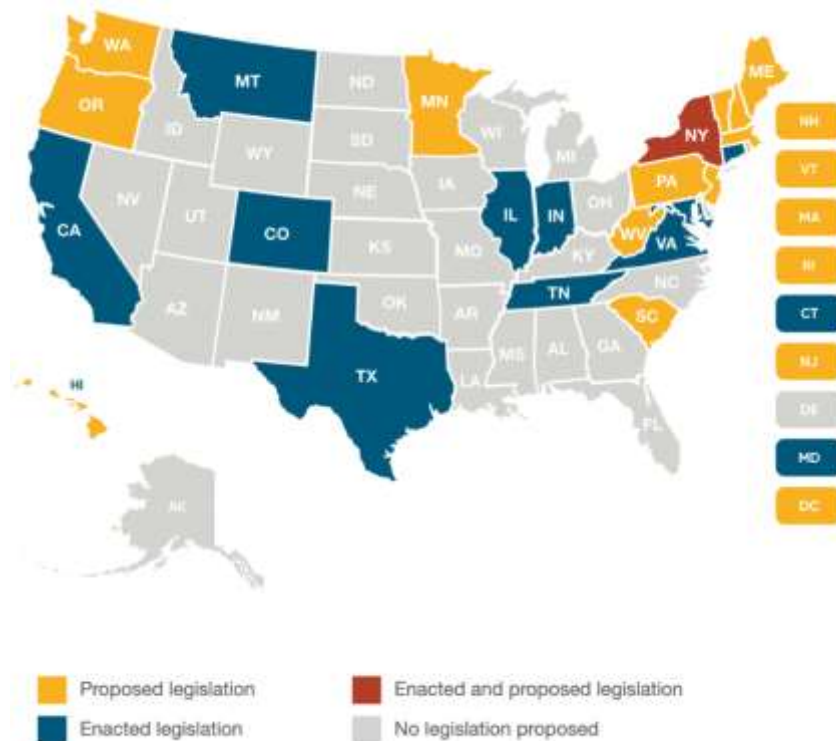 WA
MT
ND
MN
ME
OR
ID
SD
WI
NY
NH
WY
MI
PA
VT
NV
NE
IA
CA
UT
CO
IL
IN
OH
WV
VA
MA
KS
MO
KY
RI
AZ
NM
OK
AR
TN
NC
SC
CT
TX
LA
MS
AL
GA
NJ
HI
FL
DE
AK
MD
DC
Proposed legislation
Enacted and proposed legislation
Enacted legislation
No legislation proposed